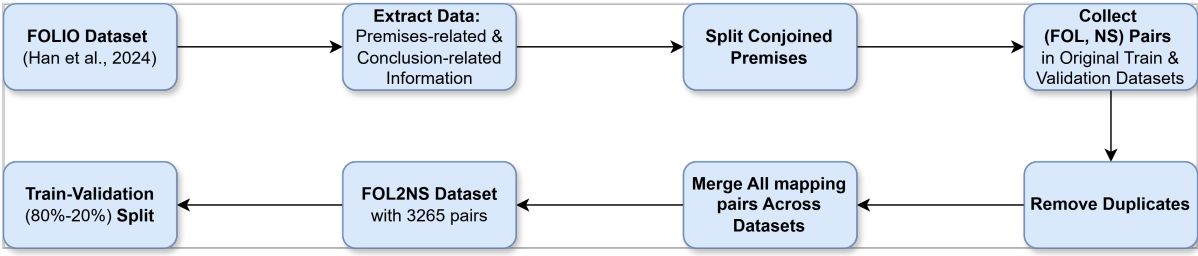 FOLIO Dataset
(Han et al., 2024)
Extract Data:
Premises-related &
Conclusion-related
Information
Split Conjoined
Premises
Collect
(FOL, NS) Pairs
in Original Train &
Validation Datasets
Remove Duplicates
Merge All mapping
pairs Across
Datasets
FOL2NS Dataset
with 3265 pairs
Train-Validation
(80%-20%) Split